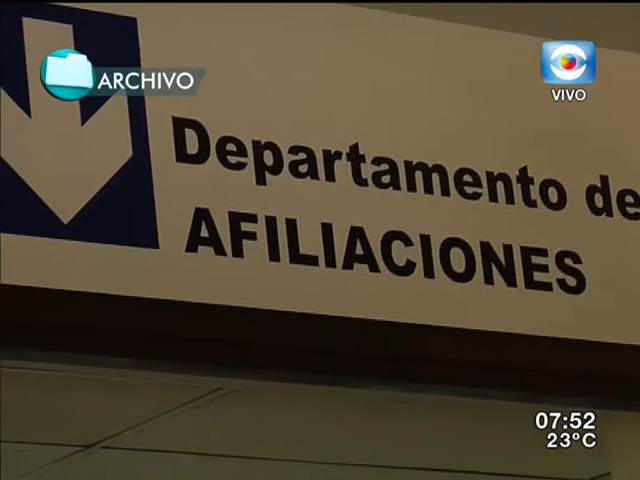 ARCHIVO
VIVO
Departamento de
AFILIACIONES
07:52
23°C